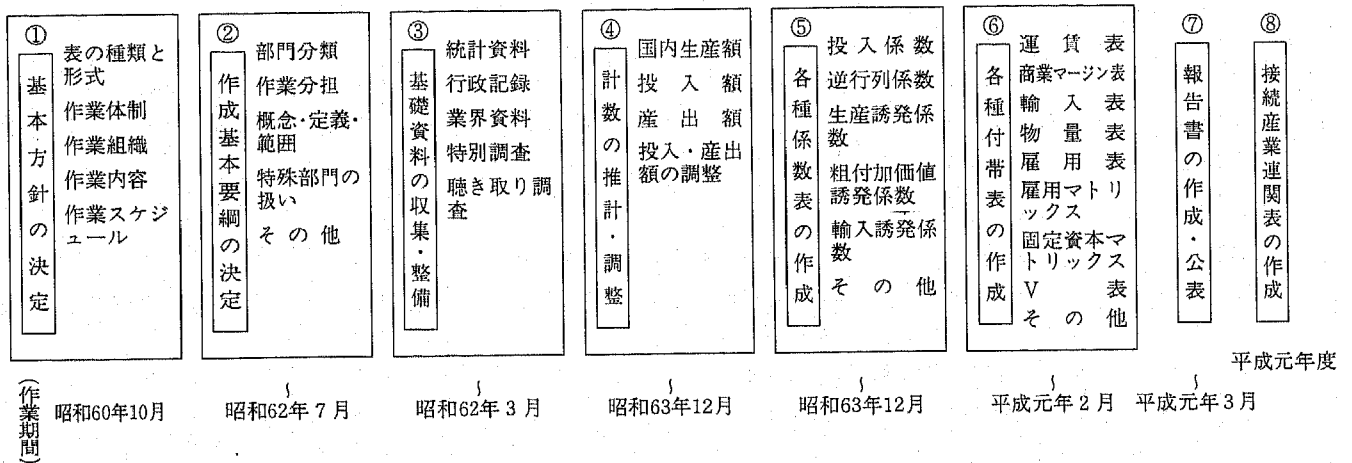 ①
基本方針の決定
表の種類と
形式
作業体制
作業組織
作業内容
作業スケジ
ュール
②
作成基本要綱の決定
部門分類
作業分担
概念・定義・
範囲
特殊部門の
扱い
その他
③
基礎資料の収集・整備
統計資料
行政記録
業界資料
特別調査
聴き取り調
査
④
計数の推計・調整
国内生産額
投入額
産出額
投入・産出
額の調整
⑤
各種係数表の作成
投入係数
逆行列係数
生産誘発係
数
粗付加価値
誘発係数
輸入誘発係
数
その他
⑥
各種付帯表の作成
運賃表
商業マージン表
輸入表
物量表
雇用表
雇用マトリ
ックス
固定資本マ
トリックス
V表
その他
⑦
報告書の作成・公表
⑧
接続産業連関表の作成
(作業期間)
昭和60年10月
〜
昭和62年7月
〜
昭和62年3月
〜
昭和63年12月
〜
昭和63年12月
〜
平成元年2月
〜
平成元年3月
平成元年度